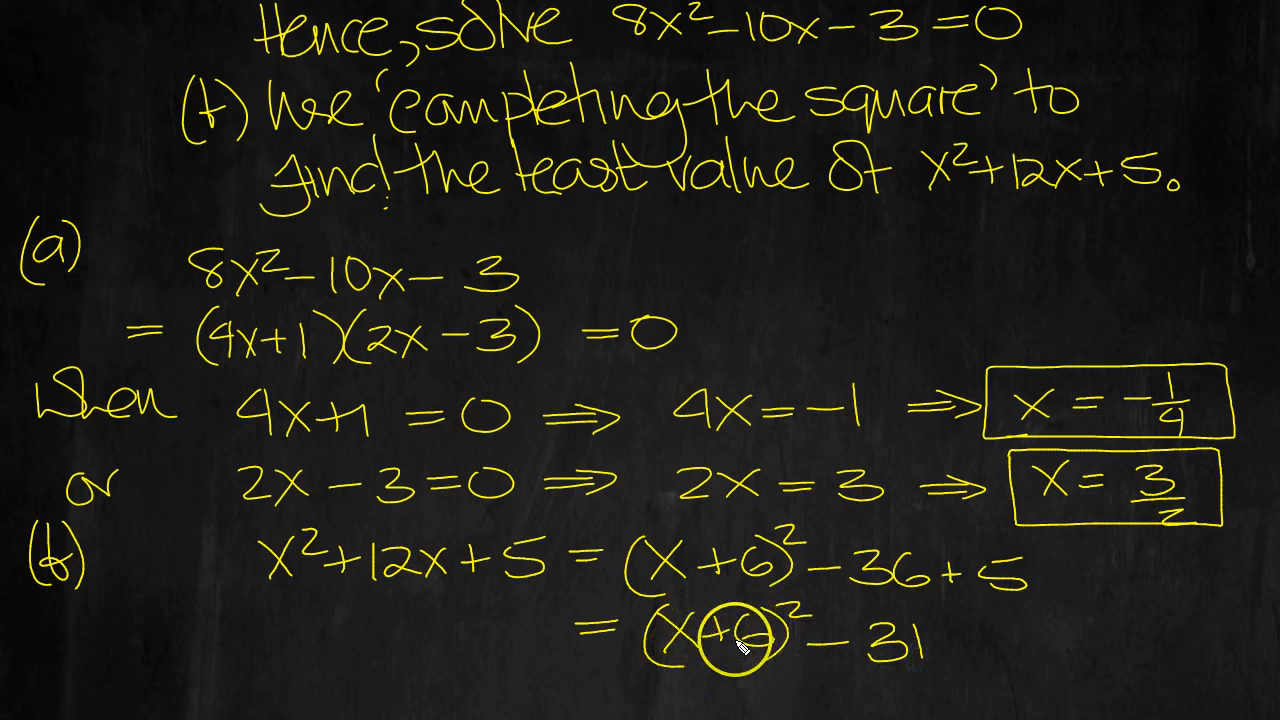 Hence, solve 8x²-10x-3=0
(b) Use 'completing the square' to
find the least value of x²+12x+5.
(a)
8x²-10x-3
= (4x+1)(2x-3) =0
When 4x+1 =0 ⇒ 4x=-1 ⇒ x = -1/4
or 2x-3=0 ⇒ 2x=3 ⇒ x= 3/2
(b) x²+12x+5 = (x+6)²-36+5
= (x+6)²-31